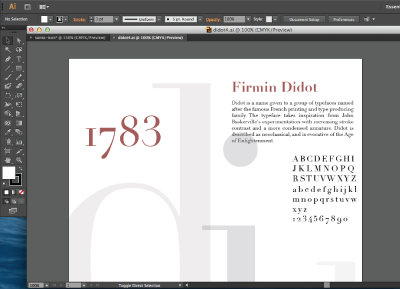 Ai
Essent
No Selection
Stroke:
Uniform
Opacity:
100%
Style:
Document Setup
Preferences
didot4.ai @ 100% (CMYK/Preview)
didot4.ai @ 100% (CMYK/Preview)
di
1783
Firmin Didot
Didot is a name given to a group of typefaces named
after the famous French printing and type producing
family. The typeface takes inspiration from John
Baskerville's experimentation with increasing stroke
contrast and a more condensed armature. Didot is
described as neoclassical, and is evocative of the Age
of Enlightenment.
ABCDEFGHI
JKLMNOPQ
RSTUVWXYZ
abcdefghijkl
mnopqrstuvw
xyz
1234567890
100%
Toggle Direct Selection